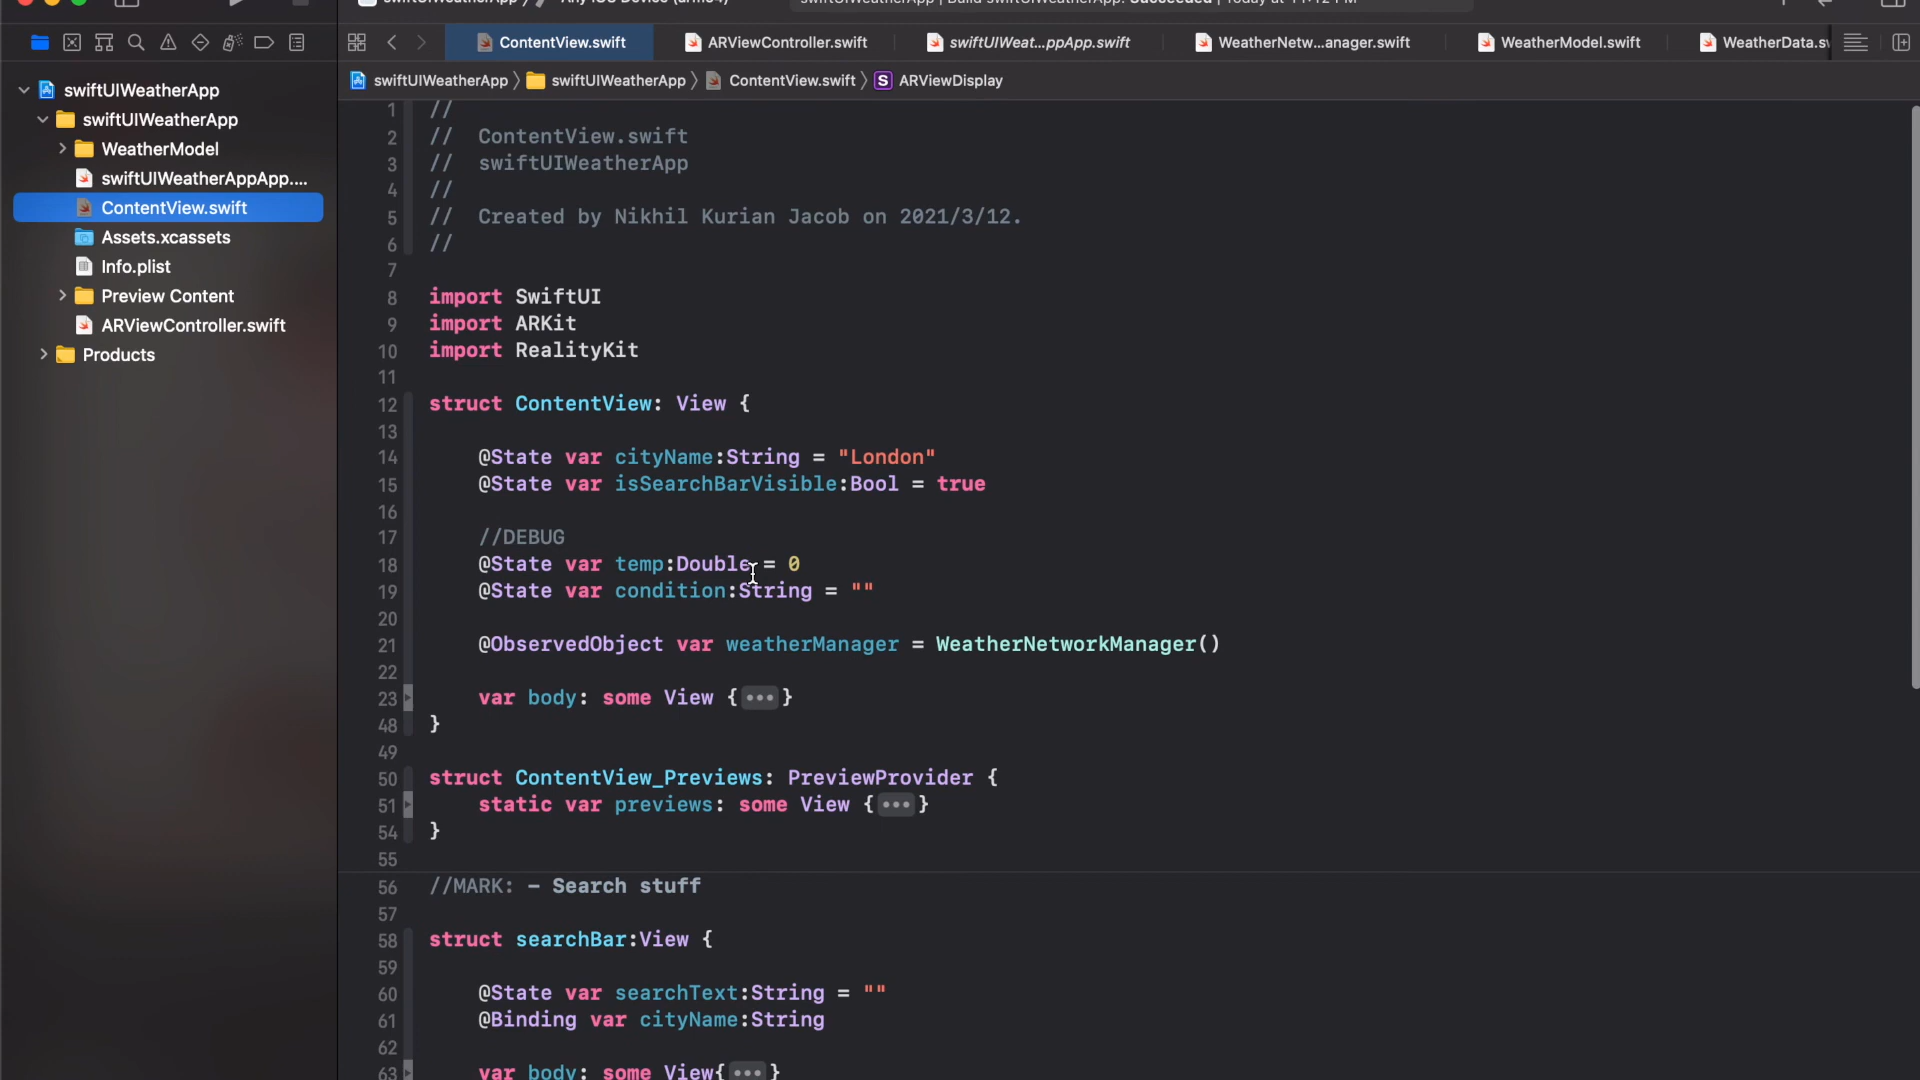 ContentView.swift
ARViewController.swift
swiftUIWeat...ppApp.swift
WeatherNetw...anager.swift
WeatherModel.swift
swiftUIWeatherApp
swiftUIWeatherApp
ContentView.swift
S ARViewDisplay
swiftUIWeatherApp
swiftUIWeatherApp
WeatherModel
swiftUIWeatherAppApp....
ContentView.swift
Assets.xcassets
Info.plist
Preview Content
ARViewController.swift
Products
1 //
2 // ContentView.swift
3 // swiftUIWeatherApp
4 //
5 // Created by Nikhil Kurian Jacob on 2021/3/12.
6 //
7
8 import SwiftUI
9 import ARKit
10 import RealityKit
11
12 struct ContentView: View {
13
14 @State var cityName:String = "London"
15 @State var isSearchBarVisible:Bool = true
16
17 //DEBUG
18 @State var temp:Double = 0
19 @State var condition:String = ""
20
21 @ObservedObject var weatherManager = WeatherNetworkManager()
22
23 var body: some View {•••}
48 }
49
50 struct ContentView_Previews: PreviewProvider {
51 static var previews: some View {•••}
54 }
55
56 //MARK: - Search stuff
57
58 struct searchBar:View {
59
60 @State var searchText:String = ""
61 @Binding var cityName:String
62
63 var body: some View{•••}